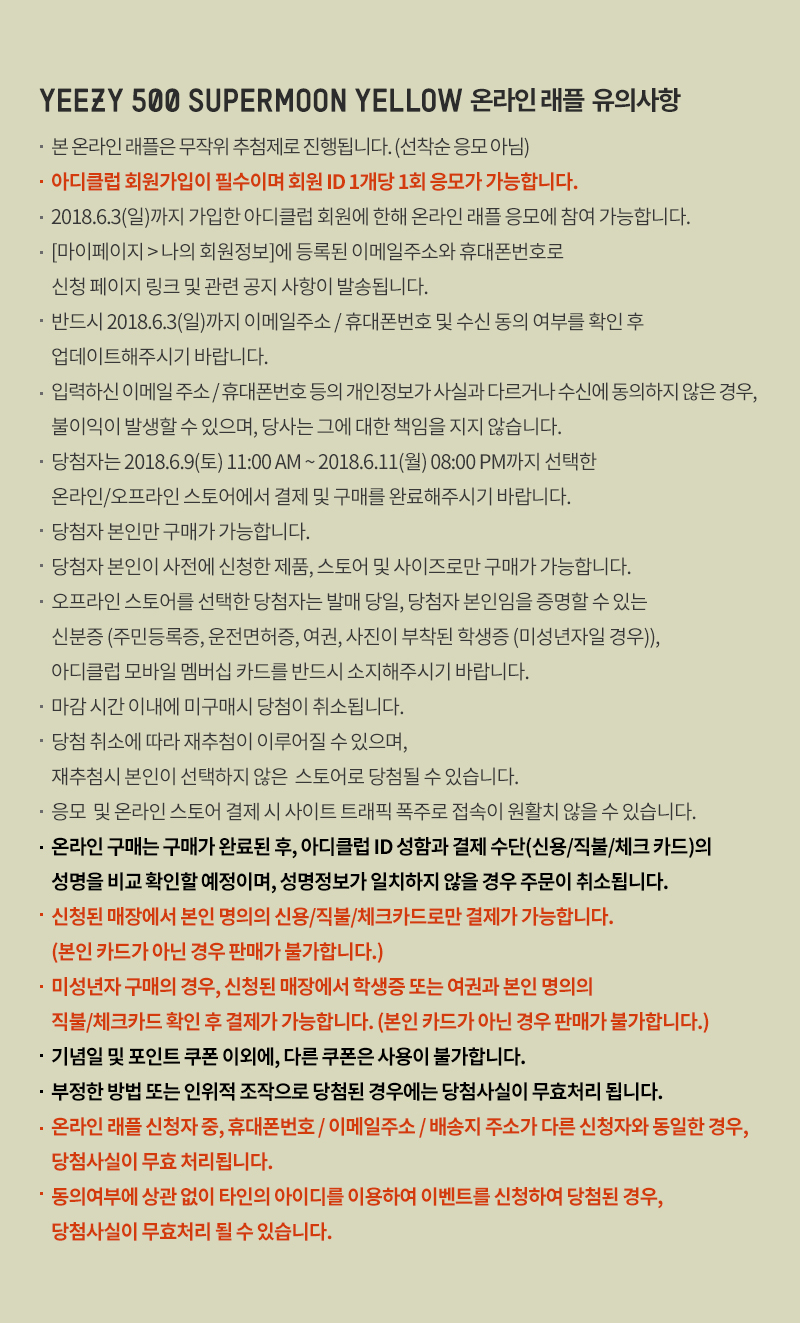 YEEZY 500 SUPERMOON YELLOW 온라인 래플 유의사항
· 본 온라인 래플은 무작위 추첨제로 진행됩니다. (선착순 응모 아님)
· 아디클럽 회원가입이 필수이며 회원 ID 1개당 1회 응모가 가능합니다.
· 2018.6.3(일)까지 가입한 아디클럽 회원에 한해 온라인 래플 응모에 참여 가능합니다.
· [마이페이지 > 나의 회원정보]에 등록된 이메일주소와 휴대폰번호로
신청 페이지 링크 및 관련 공지 사항이 발송됩니다.
· 반드시 2018.6.3(일)까지 이메일주소 / 휴대폰번호 및 수신 동의 여부를 확인 후
업데이트해주시기 바랍니다.
· 입력하신 이메일 주소 / 휴대폰번호 등의 개인정보가 사실과 다르거나 수신에 동의하지 않은 경우,
불이익이 발생할 수 있으며, 당사는 그에 대한 책임을 지지 않습니다.
· 당첨자는 2018.6.9(토) 11:00 AM ~ 2018.6.11(월) 08:00 PM까지 선택한
온라인/오프라인 스토어에서 결제 및 구매를 완료해주시기 바랍니다.
· 당첨자 본인만 구매가 가능합니다.
· 당첨자 본인이 사전에 신청한 제품, 스토어 및 사이즈로만 구매가 가능합니다.
· 오프라인 스토어를 선택한 당첨자는 발매 당일, 당첨자 본인임을 증명할 수 있는
신분증 (주민등록증, 운전면허증, 여권, 사진이 부착된 학생증 (미성년자일 경우)),
아디클럽 모바일 멤버십 카드를 반드시 소지해주시기 바랍니다.
· 마감 시간 이내에 미구매시 당첨이 취소됩니다.
· 당첨 취소에 따라 재추첨이 이루어질 수 있으며,
재추첨시 본인이 선택하지 않은 스토어로 당첨될 수 있습니다.
· 응모 및 온라인 스토어 결제 시 사이트 트래픽 폭주로 접속이 원활치 않을 수 있습니다.
· 온라인 구매는 구매가 완료된 후, 아디클럽 ID 성함과 결제 수단(신용/직불/체크 카드)의
성명을 비교 확인할 예정이며, 성명정보가 일치하지 않을 경우 주문이 취소됩니다.
· 신청된 매장에서 본인 명의의 신용/직불/체크카드로만 결제가 가능합니다.
(본인 카드가 아닌 경우 판매가 불가합니다.)
· 미성년자 구매의 경우, 신청된 매장에서 학생증 또는 여권과 본인 명의의
직불/체크카드 확인 후 결제가 가능합니다. (본인 카드가 아닌 경우 판매가 불가합니다.)
· 기념일 및 포인트 쿠폰 이외에, 다른 쿠폰은 사용이 불가합니다.
· 부정한 방법 또는 인위적 조작으로 당첨된 경우에는 당첨사실이 무효처리 됩니다.
· 온라인 래플 신청자 중, 휴대폰번호 / 이메일주소 / 배송지 주소가 다른 신청자와 동일한 경우,
당첨사실이 무효 처리됩니다.
· 동의여부에 상관 없이 타인의 아이디를 이용하여 이벤트를 신청하여 당첨된 경우,
당첨사실이 무효처리 될 수 있습니다.